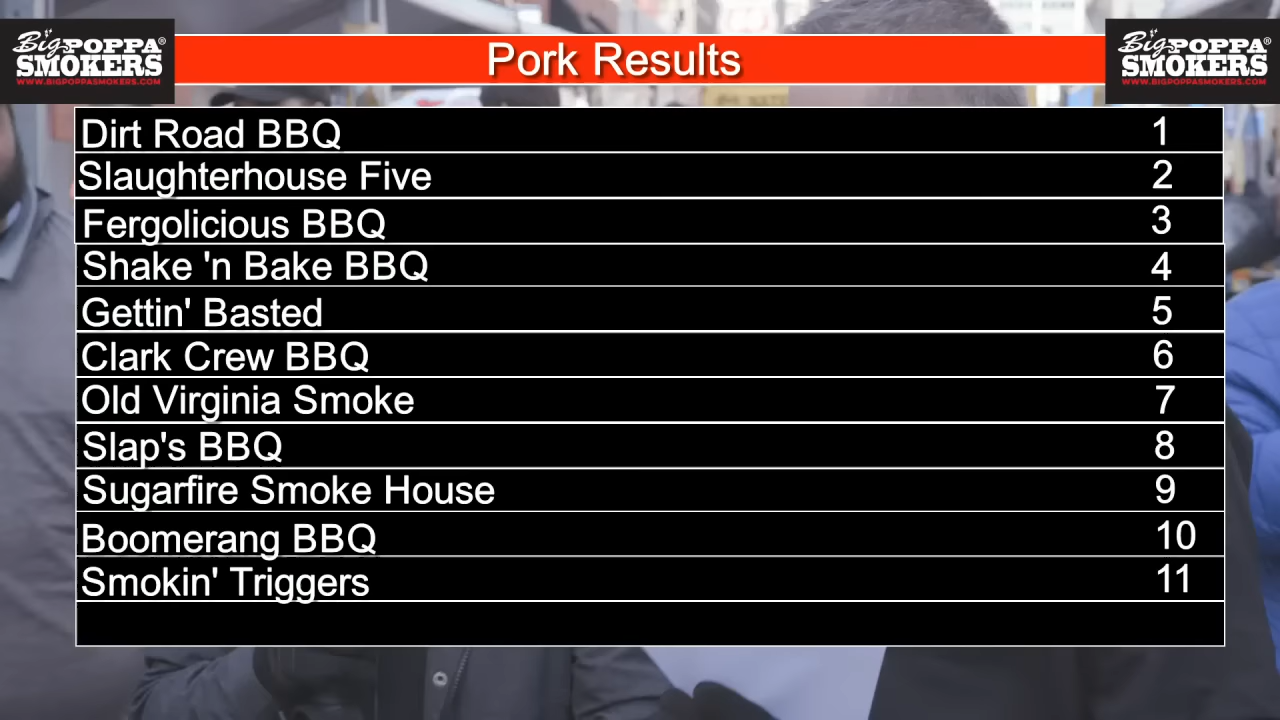 Big POPPA® SMOKERS
WWW.BIGPOPPASMOKERS.COM
Pork Results
Big POPPA® SMOKERS
WWW.BIGPOPPASMOKERS.COM
Dirt Road BBQ 1
Slaughterhouse Five 2
Fergolicious BBQ 3
Shake 'n Bake BBQ 4
Gettin' Basted 5
Clark Crew BBQ 6
Old Virginia Smoke 7
Slap's BBQ 8
Sugarfire Smoke House 9
Boomerang BBQ 10
Smokin' Triggers 11